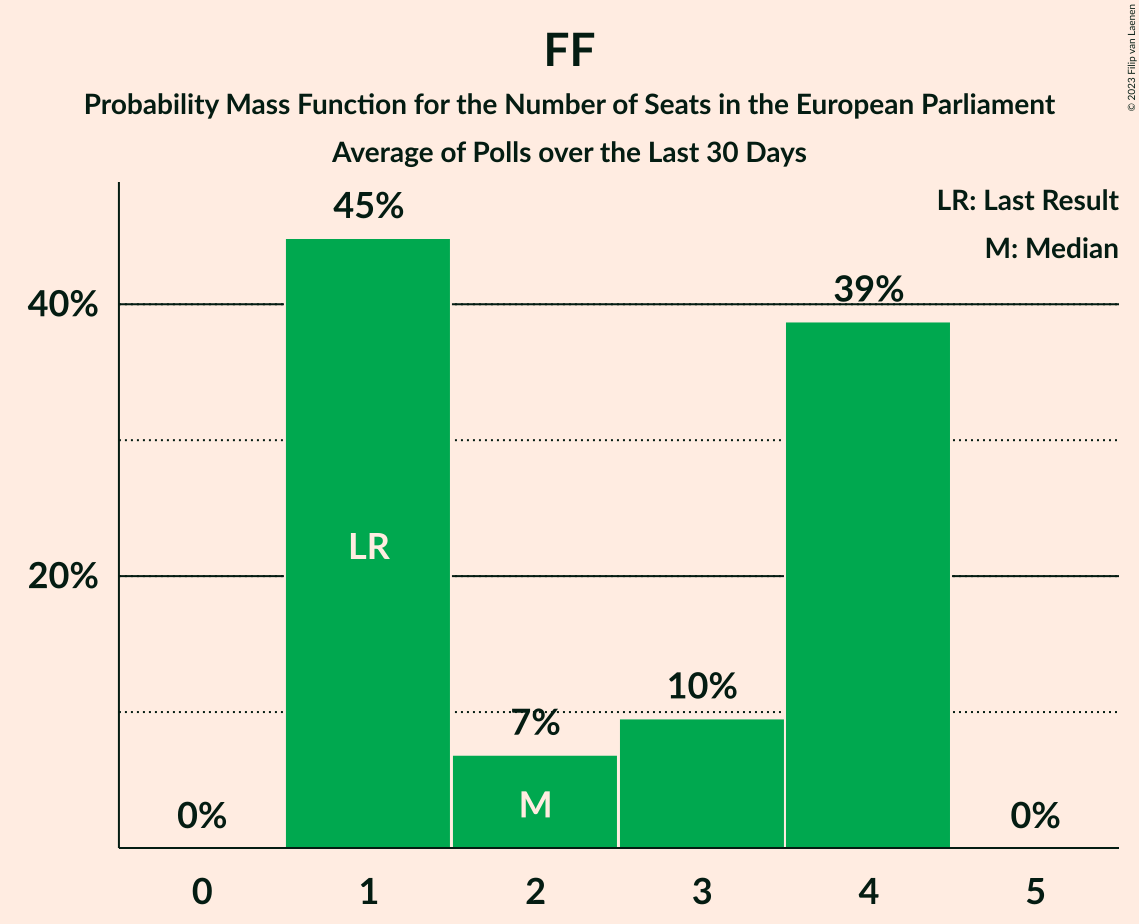 FF
Probability Mass Function for the Number of Seats in the European Parliament
Average of Polls over the Last 30 Days
© 2023 Filip van Laenen
LR: Last Result
M: Median
45%
39%
40%
LR
20%
10%
7%
M
0%
0%
0 1 2 3 4 5